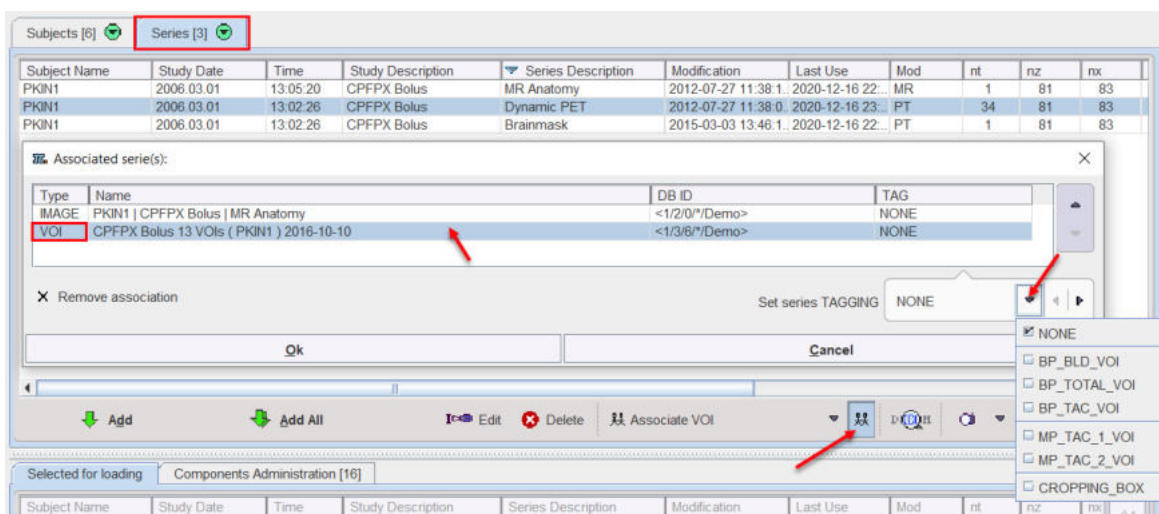 Subjects [6] Series [3]
Subject Name Study Date Time Study Description Series Description Modification Last Use Mod nt nz nx
PKIN1 2006.03.01 13:05:20 CPFPX Bolus MR Anatomy 2012-07-27 11:38:1.. 2020-12-16 22:... MR 1 81 83
PKIN1 2006.03.01 13:02:26 CPFPX Bolus Dynamic PET 2012-07-27 11:38:0.. 2020-12-16 23:... PT 34 81 83
PKIN1 2006.03.01 13:02:26 CPFPX Bolus Brainmask 2015-03-03 13:46:1.. 2020-12-16 22:... PT 1 81 83
Associated serie(s):
Type Name DB ID TAG
IMAGE PKIN1 | CPFPX Bolus | MR Anatomy <1/2/0/*/Demo> NONE
VOI CPFPX Bolus 13 VOIs ( PKIN1 ) 2016-10-10 <1/3/6/*/Demo> NONE
Remove association Set series TAGGING NONE
NONE
Ok Cancel
BP_BLD_VOI
BP_TOTAL_VOI
BP_TAC_VOI
Add Add All Edit Delete Associate VOI
MP_TAC_1_VOI
MP_TAC_2_VOI
Selected for loading Components Administration [16]
CROPPING_BOX
Subject Name Study Date Time Study Description Series Description Modification Last Use Mod nt nz nx